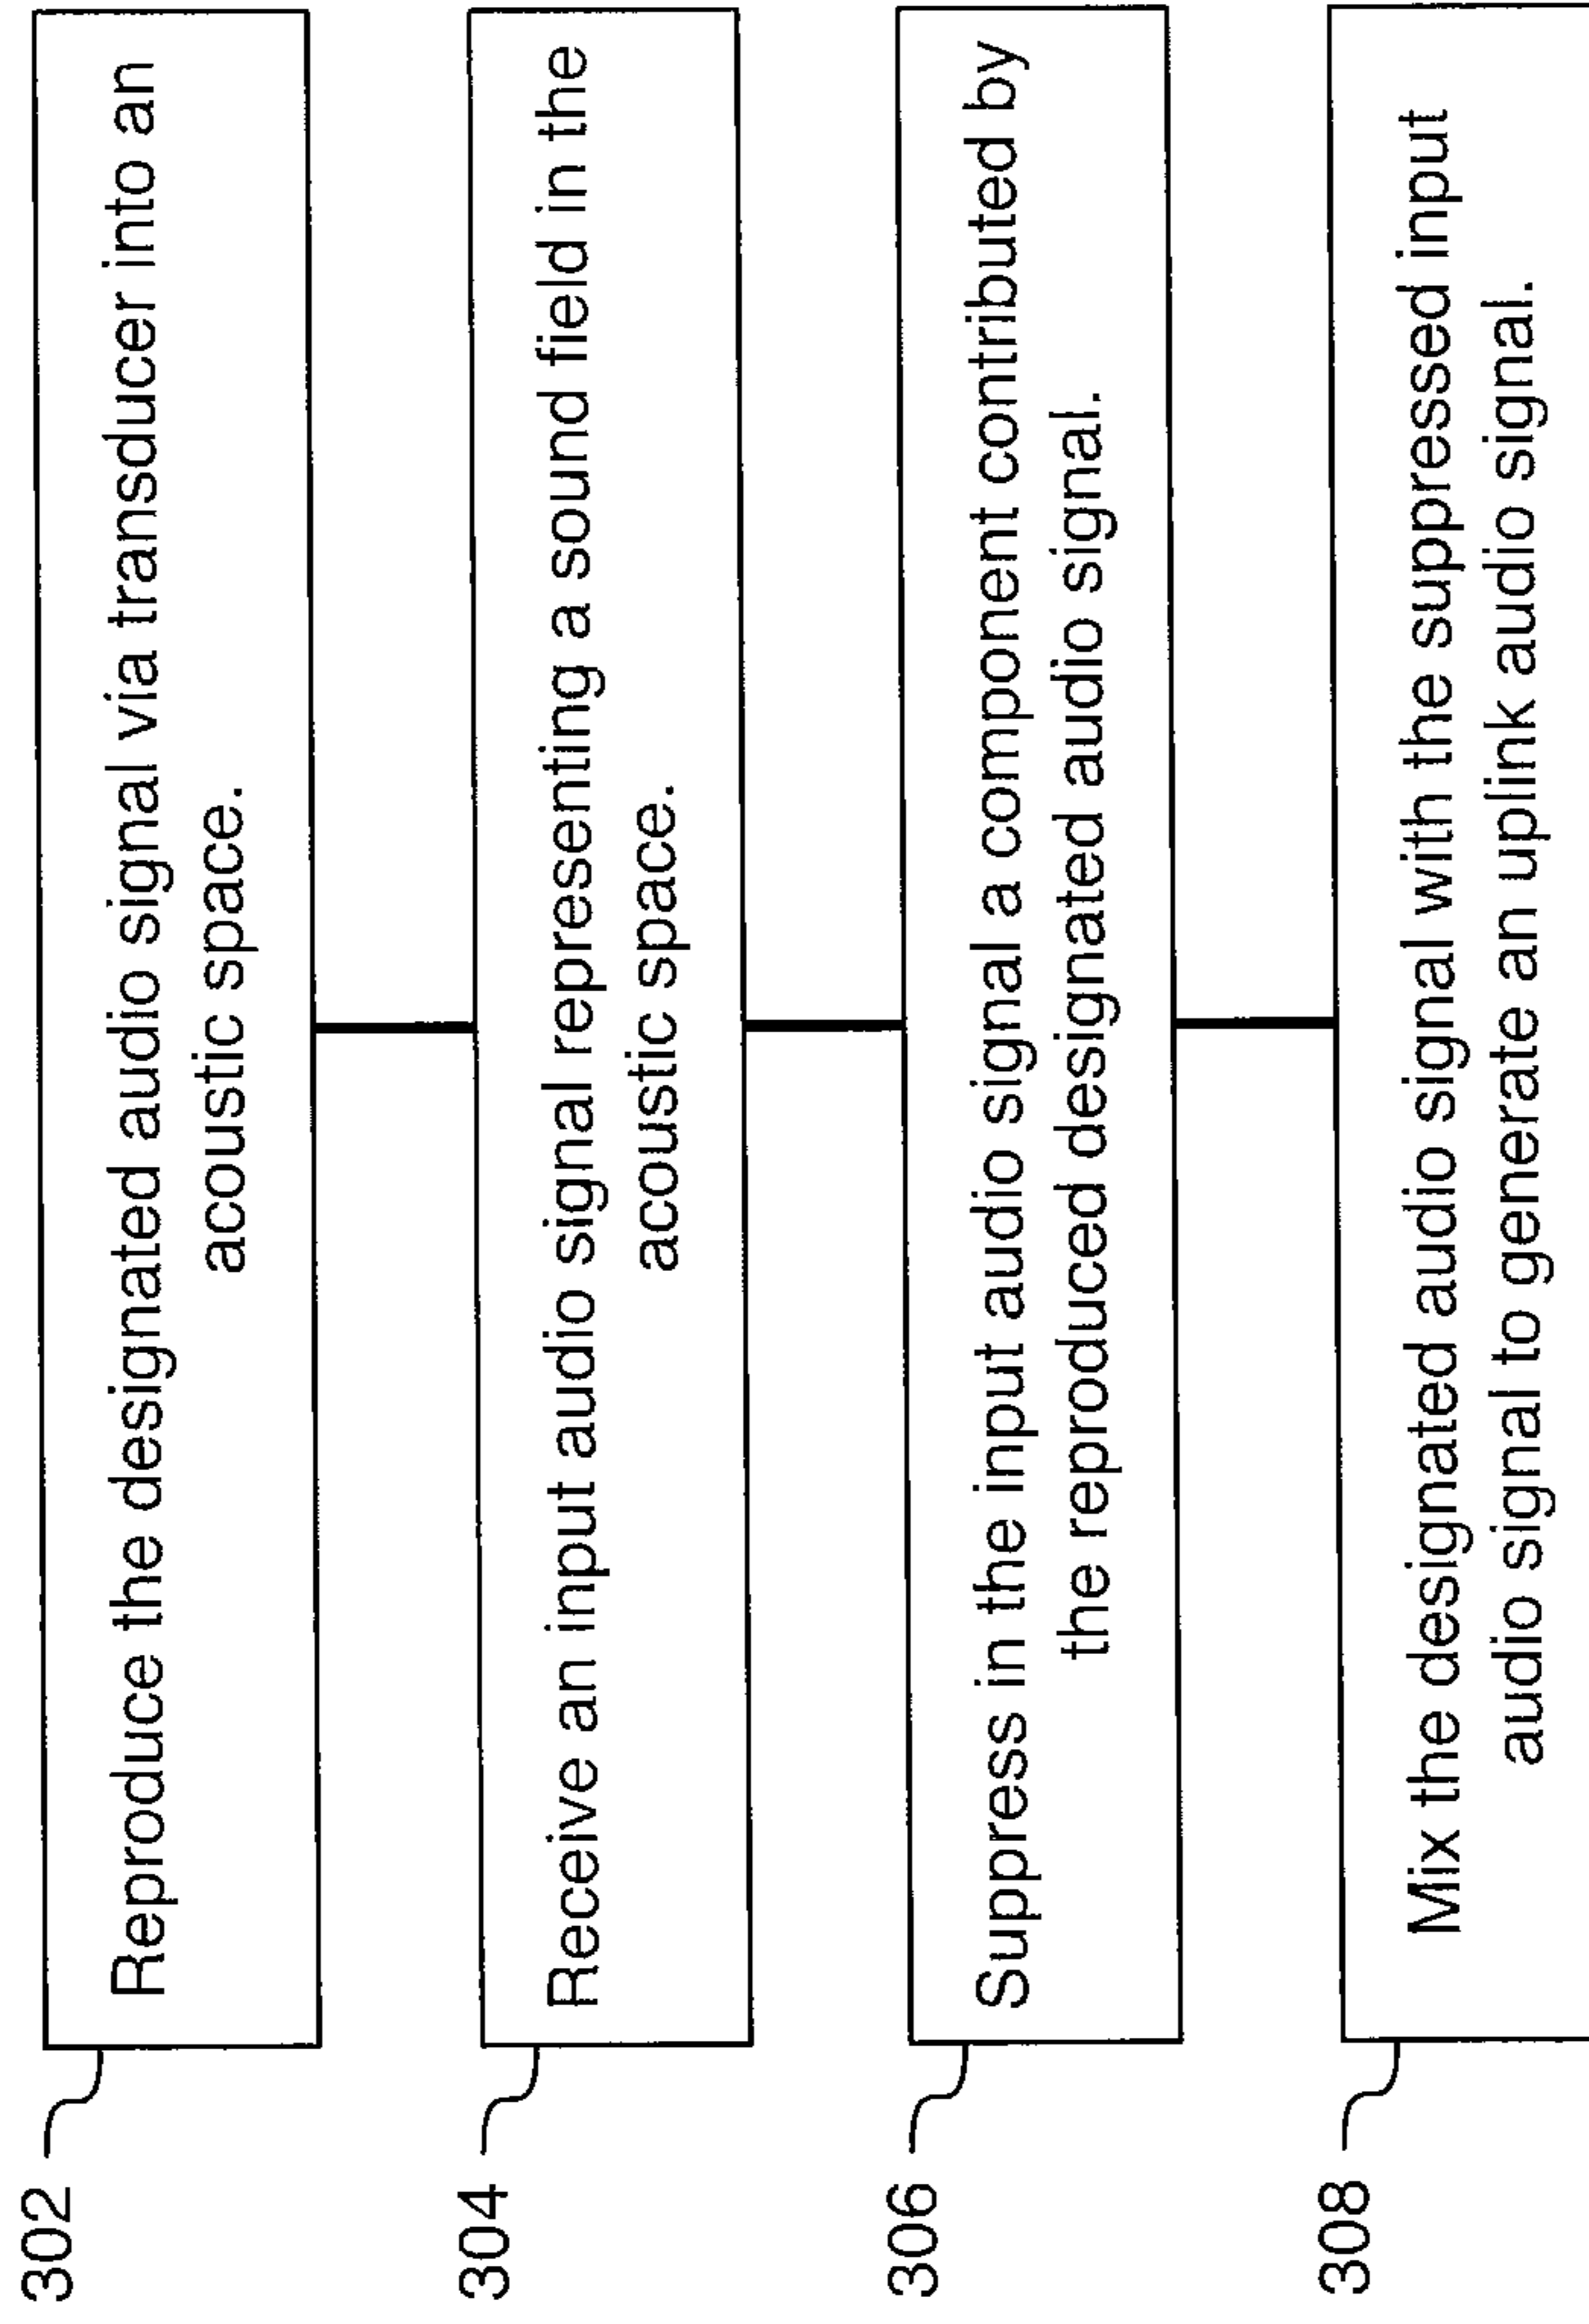 302
Reproduce the designated audio signal via transducer into an
acoustic space.
304
Receive an input audio signal representing a sound field in the
acoustic space.
306
Suppress in the input audio signal a component contributed by
the reproduced designated audio signal.
308
Mix the designated audio signal with the suppressed input
audio signal to generate an uplink audio signal.